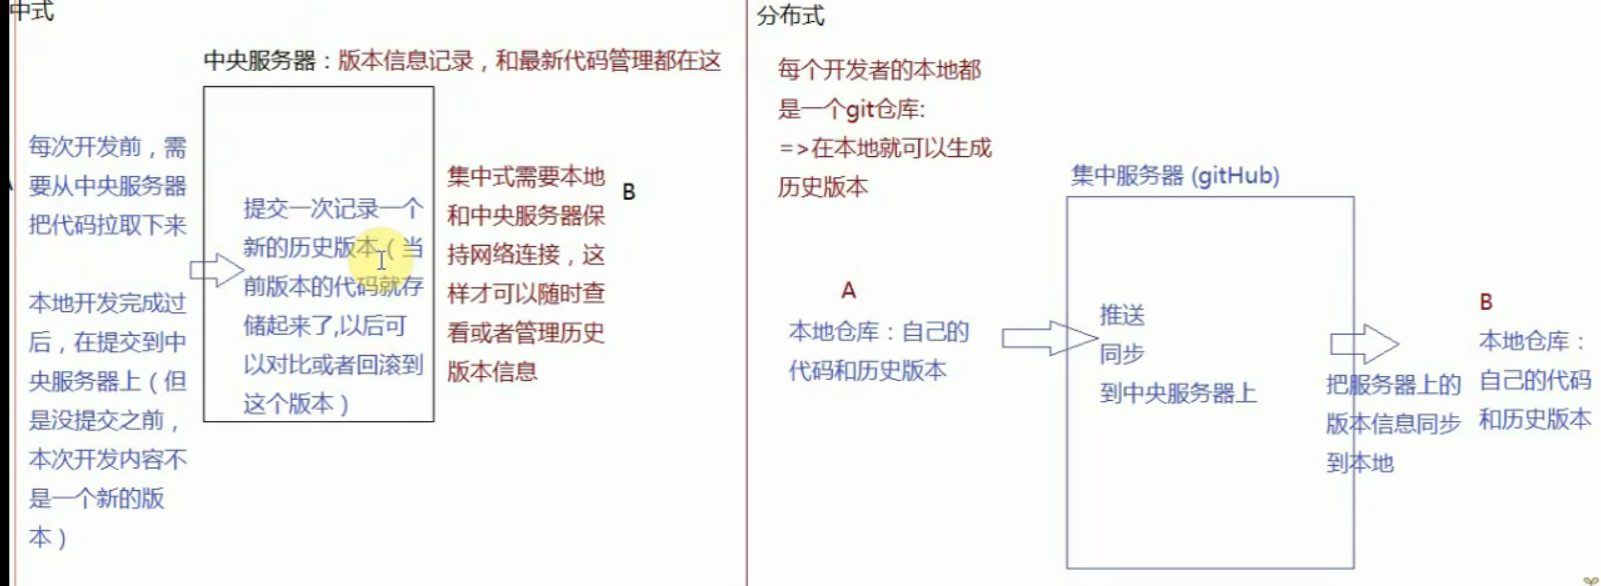 中式
中央服务器：版本信息记录，和最新代码管理都在这
每次开发前，需
要从中央服务器
把代码拉取下来
本地开发完成过
后，在提交到中
央服务器上（但
是没提交之前，
本次开发内容不
是一个新的版
本）
提交一次记录一个
新的历史版本（当
前版本的代码就存
储起来了,以后可
以对比或者回滚到
这个版本）
集中式需要本地
和中央服务器保
持网络连接，这
样才可以随时查
看或者管理历史
版本信息
B
分布式
每个开发者的本地都
是一个git仓库:
=>在本地就可以生成
历史版本
A
本地仓库：自己的
代码和历史版本
集中服务器 (gitHub)
推送
同步
到中央服务器上
把服务器上的
版本信息同步
到本地
B
本地仓库：
自己的代码
和历史版本